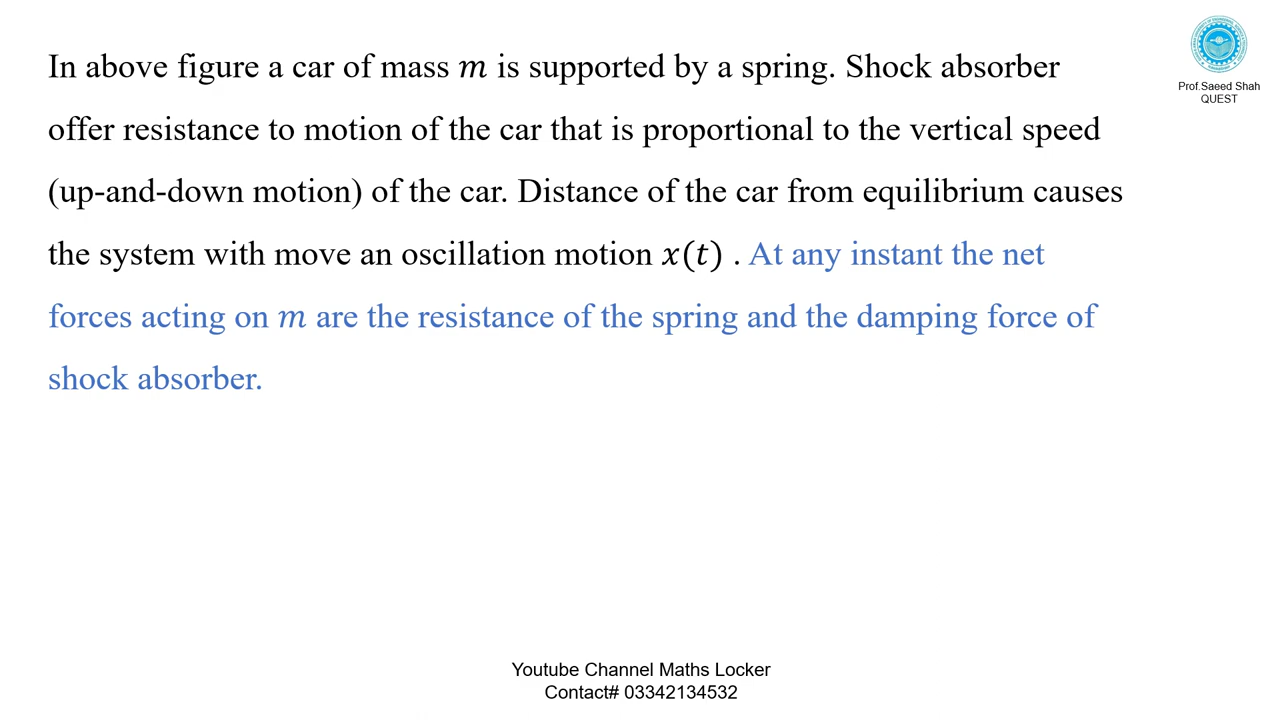 In above figure a car of mass 𝑚 is supported by a spring. Shock absorber
offer resistance to motion of the car that is proportional to the vertical speed
(up-and-down motion) of the car. Distance of the car from equilibrium causes
the system with move an oscillation motion 𝑥(𝑡) . At any instant the net
forces acting on 𝑚 are the resistance of the spring and the damping force of
shock absorber.
Prof.Saeed Shah
QUEST
Youtube Channel Maths Locker
Contact# 03342134532